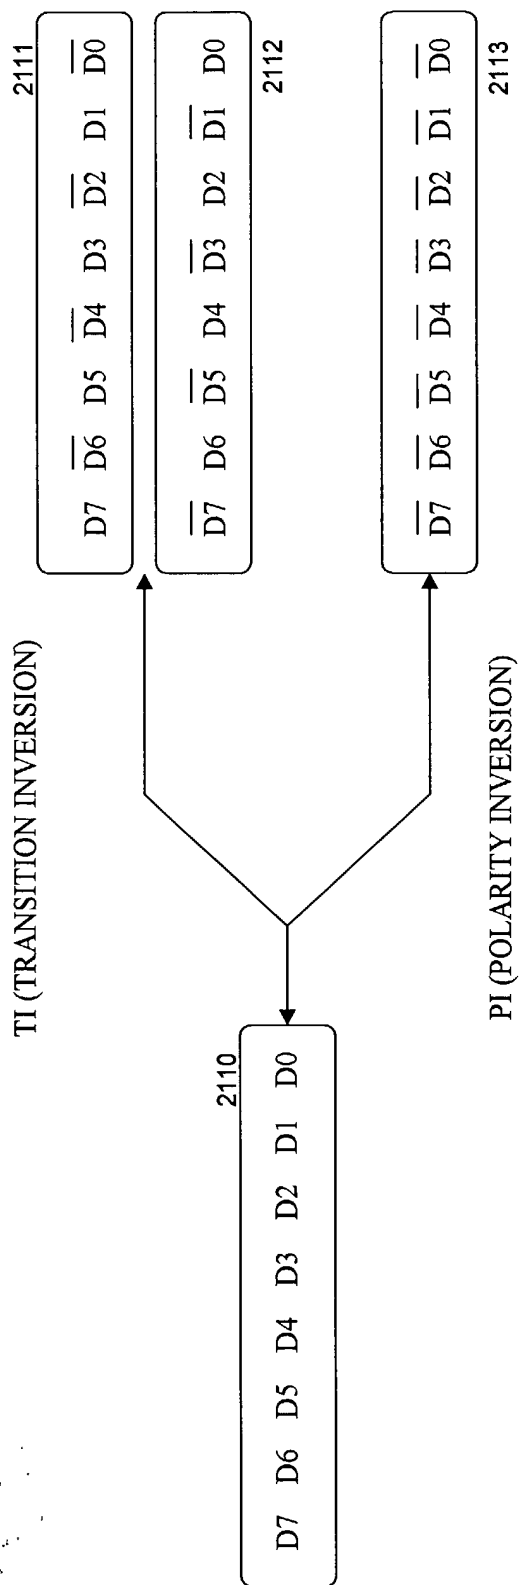 TI (TRANSITION INVERSION)
2111
D7 D̅6̅ D5 D̅4̅ D3 D̅2̅ D1 D̅0̅
D̅7̅ D6 D̅5̅ D4 D̅3̅ D2 D̅1̅ D0
2112
2110
D7 D6 D5 D4 D3 D2 D1 D0
D̅7̅ D̅6̅ D̅5̅ D̅4̅ D̅3̅ D̅2̅ D̅1̅ D̅0̅
PI (POLARITY INVERSION)
2113